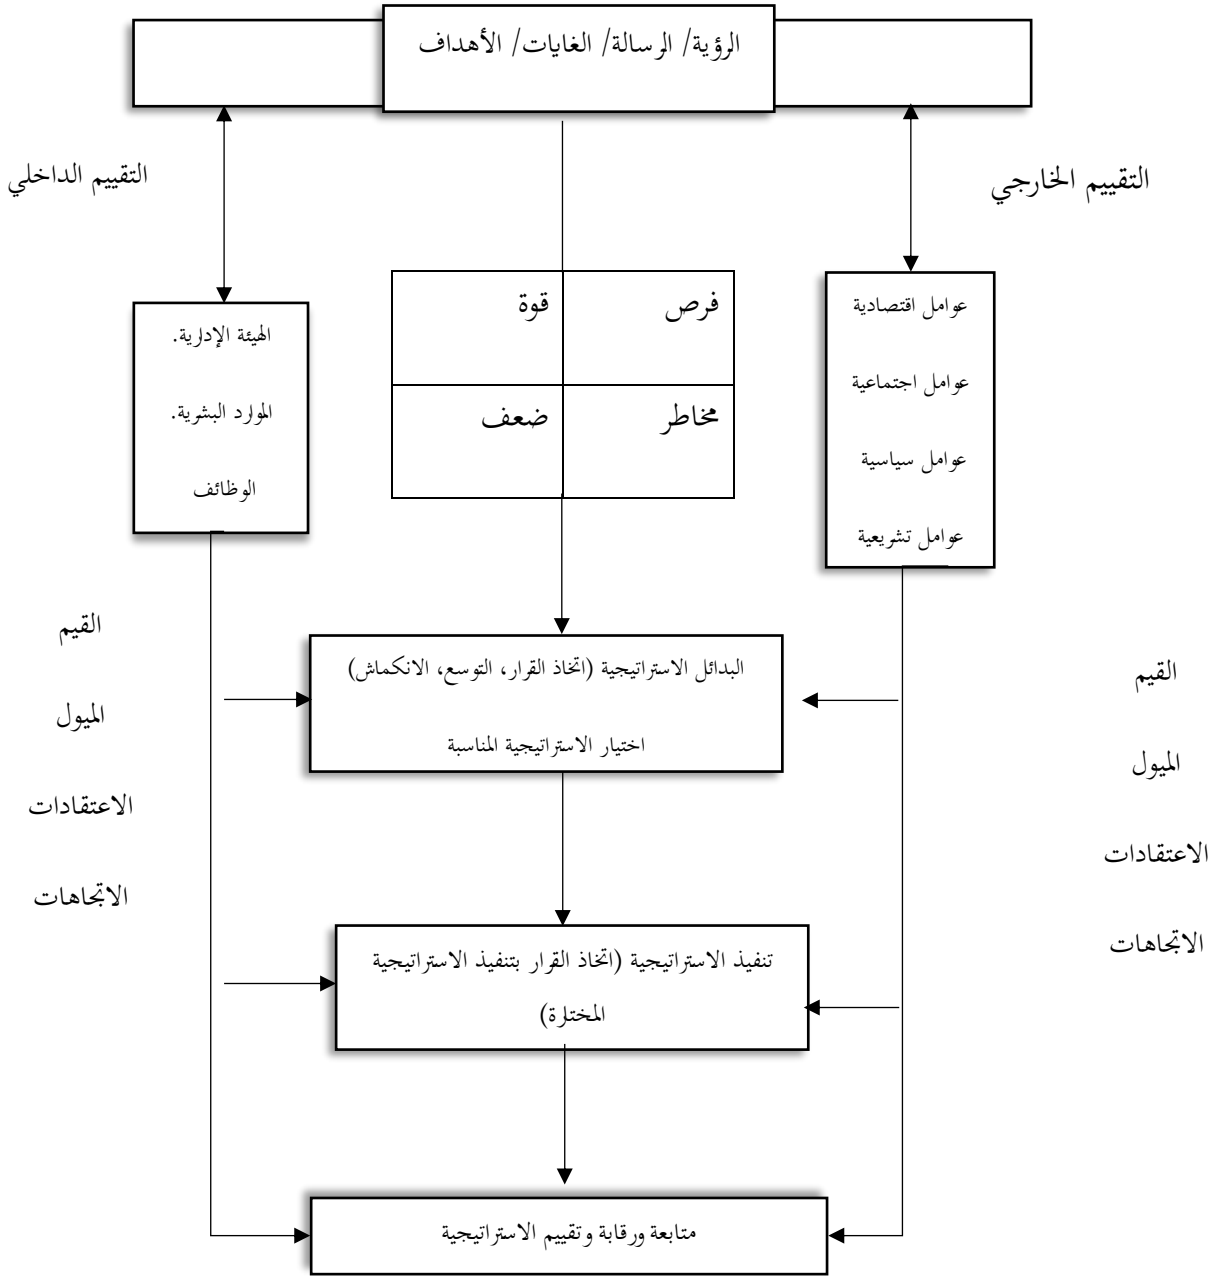 الرؤية/ الرسالة/ الغايات/ الأهداف
التقييم الخارجي
التقييم الداخلي
عوامل اقتصادية
عوامل اجتماعية
عوامل سياسية
عوامل تشريعية
فرص
قوة
مخاطر
ضعف
الهيئة الإدارية.
الموارد البشرية.
الوظائف
القيم
الميول
الاعتقادات
الاتجاهات
البدائل الاستراتيجية (اتخاذ القرار، التوسع، الانكماش)
اختيار الاستراتيجية المناسبة
القيم
الميول
الاعتقادات
الاتجاهات
تنفيذ الاستراتيجية (اتخاذ القرار بتنفيذ الاستراتيجية
المختارة)
متابعة ورقابة وتقييم الاستراتيجية